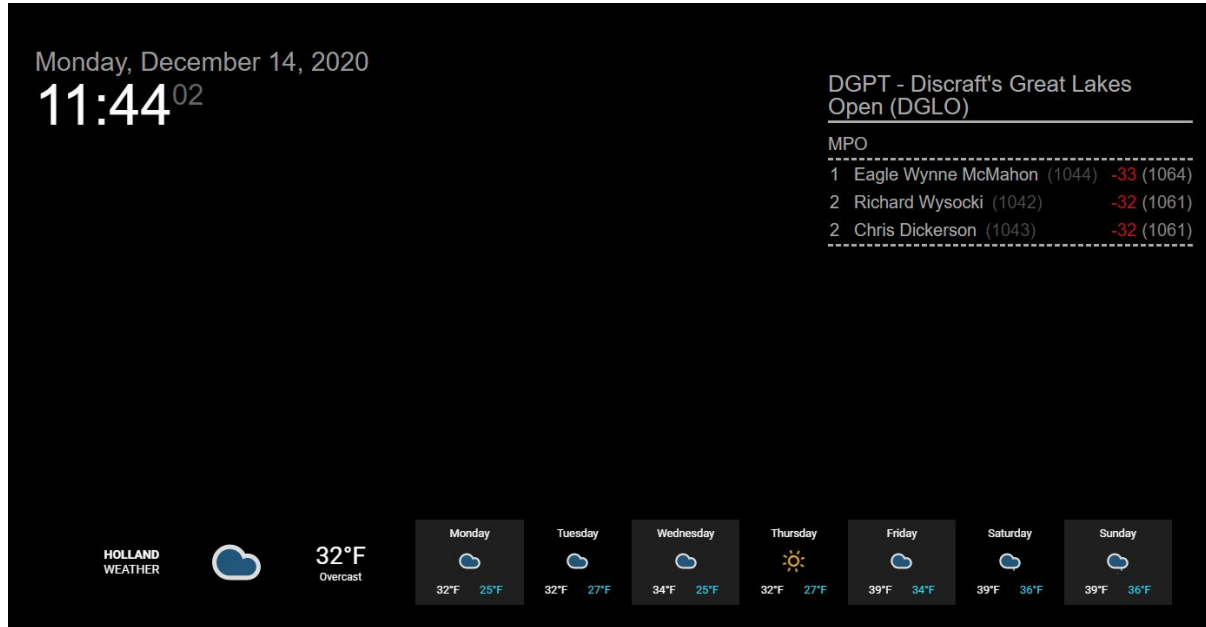 Monday, December 14, 2020
11:44 02
DGPT - Discraft's Great Lakes
Open (DGLO)
MPO
1 Eagle Wynne McMahon (1044) -33 (1064)
2 Richard Wysocki (1042) -32 (1061)
2 Chris Dickerson (1043) -32 (1061)
HOLLAND
WEATHER
32°F
Overcast
Monday Tuesday Wednesday Thursday Friday Saturday Sunday
32°F 25°F 32°F 27°F 34°F 25°F 32°F 27°F 39°F 34°F 39°F 36°F 39°F 36°F